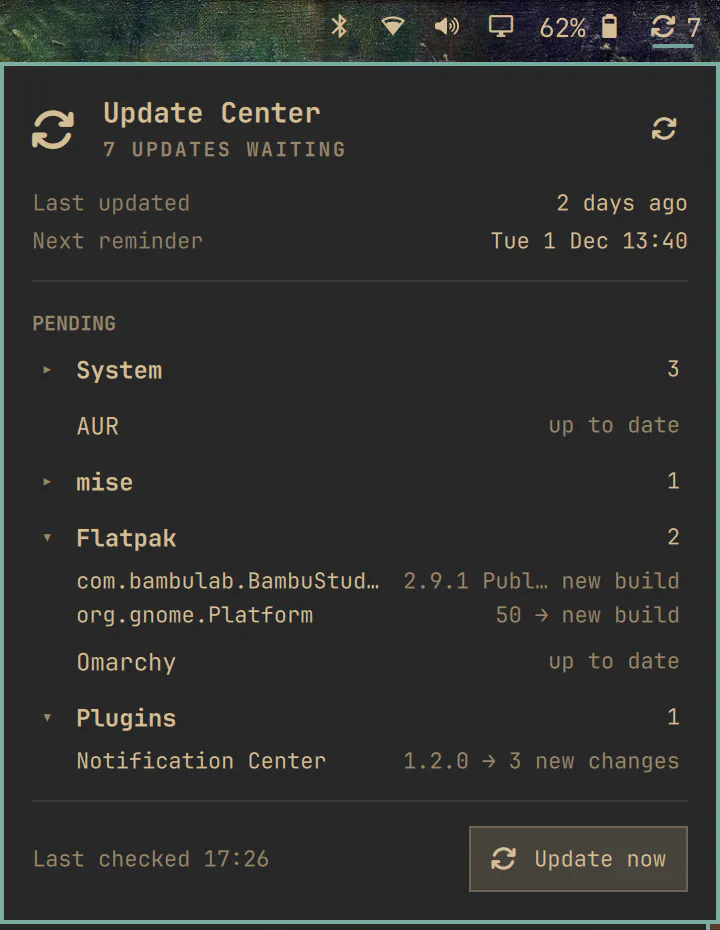 62% 7
Update Center
7 UPDATES WAITING
Last updated 2 days ago
Next reminder Tue 1 Dec 13:40
PENDING
System 3
AUR up to date
mise 1
Flatpak 2
com.bambulab.BambuStud… 2.9.1 Publ… new build
org.gnome.Platform 50 → new build
Omarchy up to date
Plugins 1
Notification Center 1.2.0 → 3 new changes
Last checked 17:26 Update now